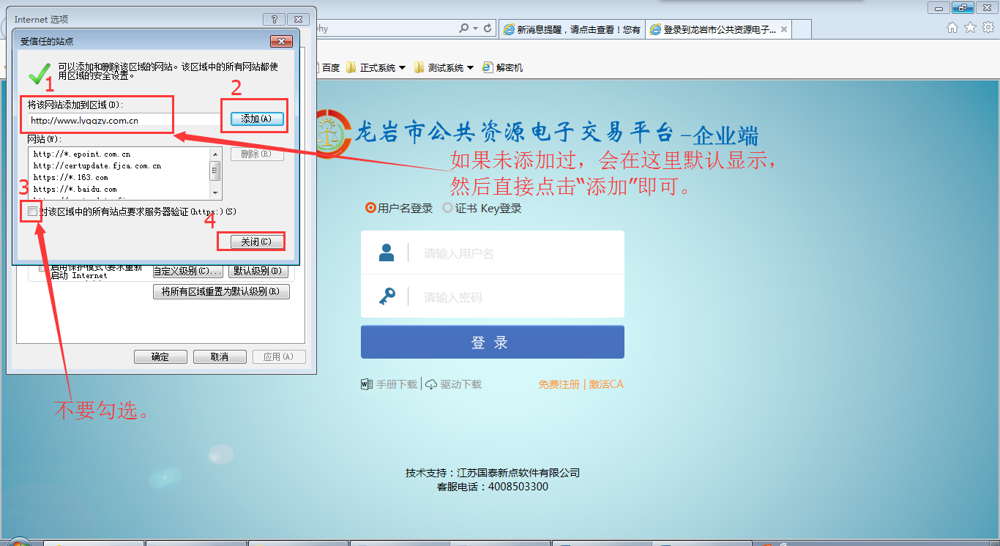 Internet 选项
受信任的站点
可以添加和删除该区域的网站。该区域中的所有网站都使
用区域的安全设置。
1
2
将该网站添加到区域(D):
http://www.lyggzy.com.cn
添加(A)
网站(W):
http://*.epoint.com.cn
http://certupdate.fjca.com.cn
https://*.163.com
https://*.baidu.com
删除(R)
3
对该区域中的所有站点要求服务器验证(https:)(S)
4
关闭(C)
启用保护模式(要求重新
启动 Internet
自定义级别(C)...
默认级别(D)
将所有区域重置为默认级别(R)
确定
取消
应用(A)
不要勾选。
新消息提醒，请点击查看！您有
登录到龙岩市公共资源电子...
百度
正式系统
测试系统
解密机
龙岩市公共资源电子交易平台-企业端
如果未添加过，会在这里默认显示，
然后直接点击“添加”即可。
用户名登录
证书 Key登录
请输入用户名
请输入密码
登 录
手册下载
驱动下载
免费注册 | 激活CA
技术支持：江苏国泰新点软件有限公司
客服电话：4008503300